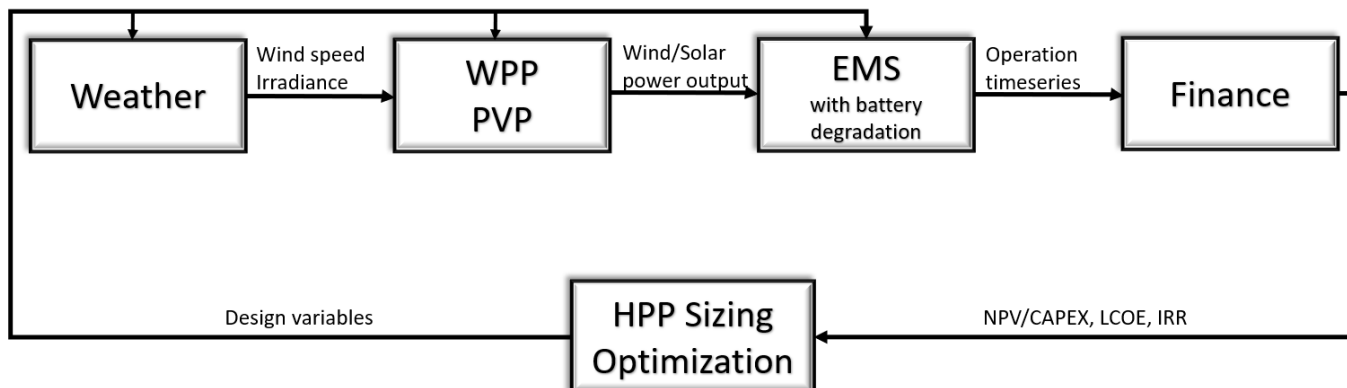 Weather
Wind speed
Irradiance
WPP
PVP
Wind/Solar
power output
EMS
with battery
degradation
Operation
timeseries
Finance
Design variables
HPP Sizing
Optimization
NPV/CAPEX, LCOE, IRR